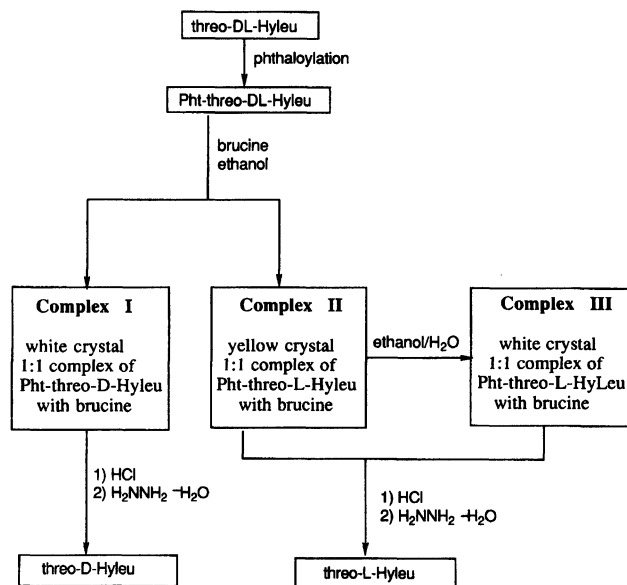 threo-DL-Hyleu
phthaloylation
Pht-threo-DL-Hyleu
brucine
ethanol
Complex I
white crystal
1:1 complex of
Pht-threo-D-Hyleu
with brucine
Complex II
yellow crystal
1:1 complex of
Pht-threo-L-Hyleu
with brucine
ethanol/H₂O
Complex III
white crystal
1:1 complex of
Pht-threo-L-HyLeu
with brucine
1) HCl
2) H₂NNH₂ –H₂O
1) HCl
2) H₂NNH₂ –H₂O
threo-D-Hyleu
threo-L-Hyleu